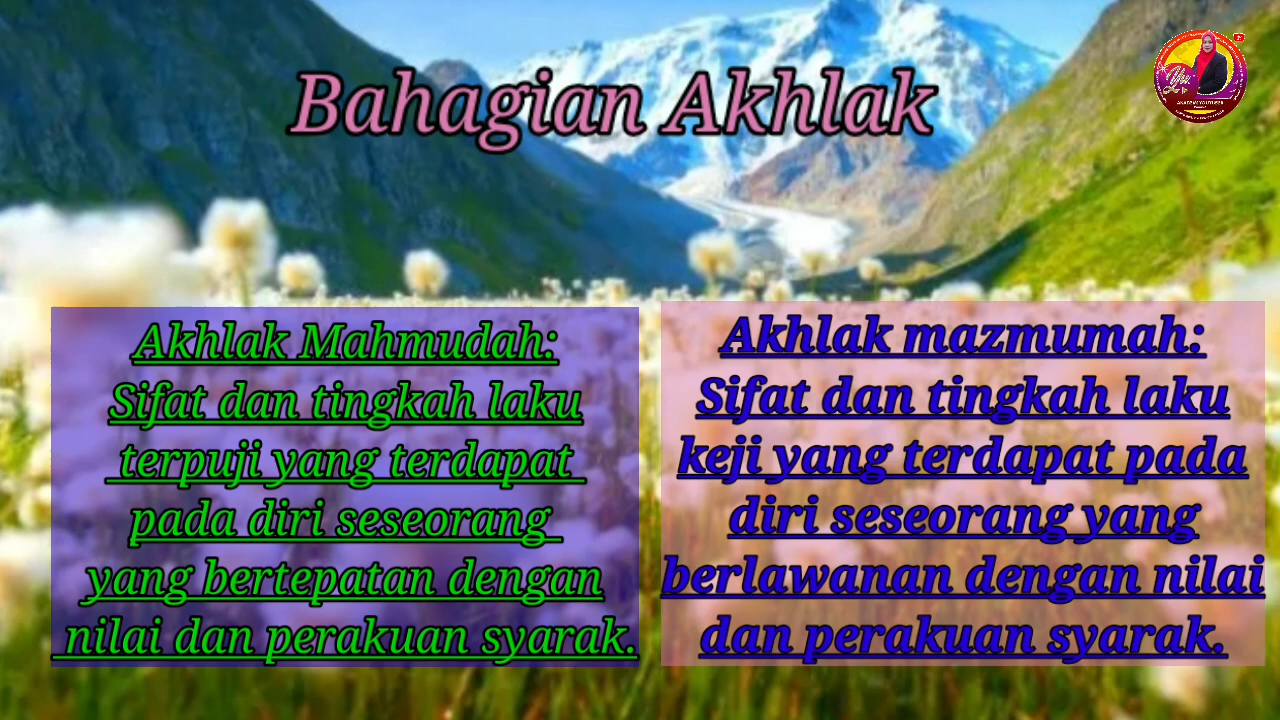 Bahagian Akhlak
Akhlak Mahmudah:
Sifat dan tingkah laku
terpuji yang terdapat
pada diri seseorang
yang bertepatan dengan
nilai dan perakuan syarak.
Akhlak mazmumah:
Sifat dan tingkah laku
keji yang terdapat pada
diri seseorang yang
berlawanan dengan nilai
dan perakuan syarak.